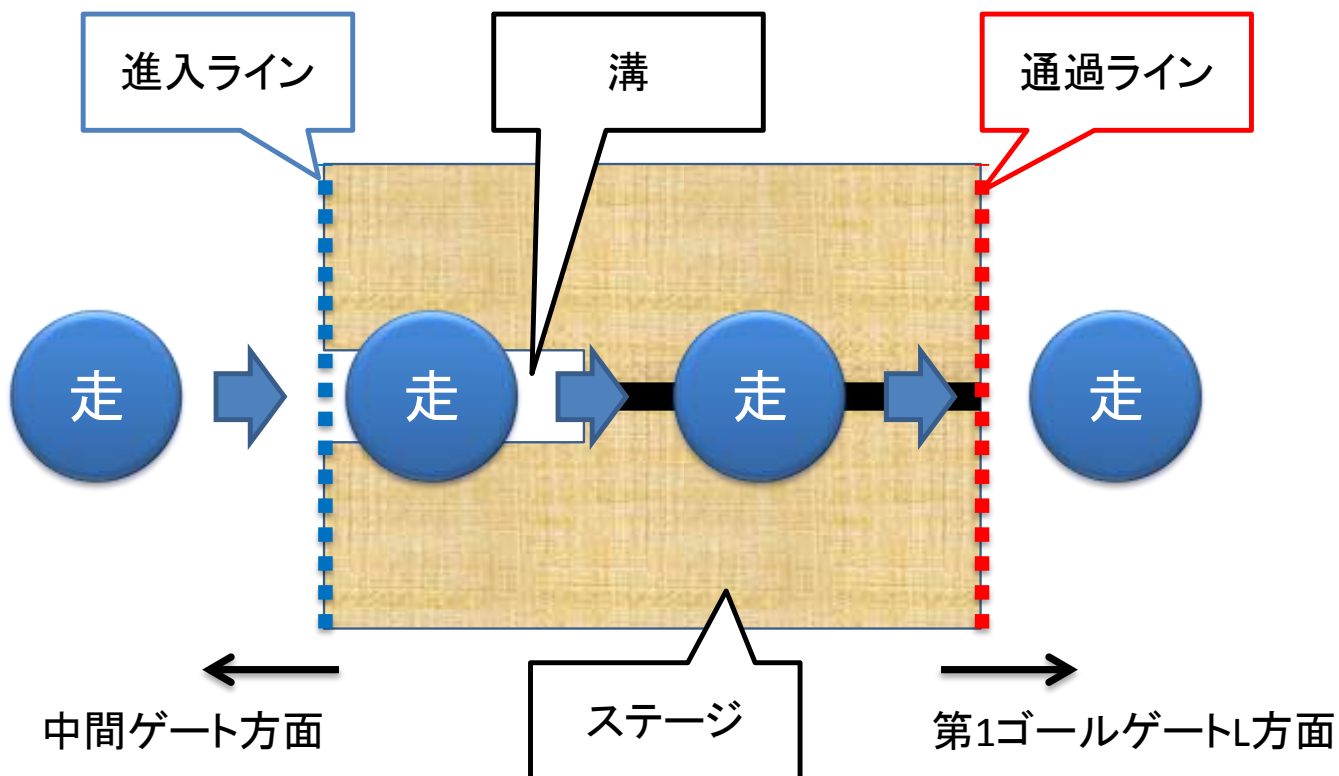 進入ライン
溝
通過ライン
走
走
走
走
ステージ
中間ゲート方面
第1ゴールゲートL方面